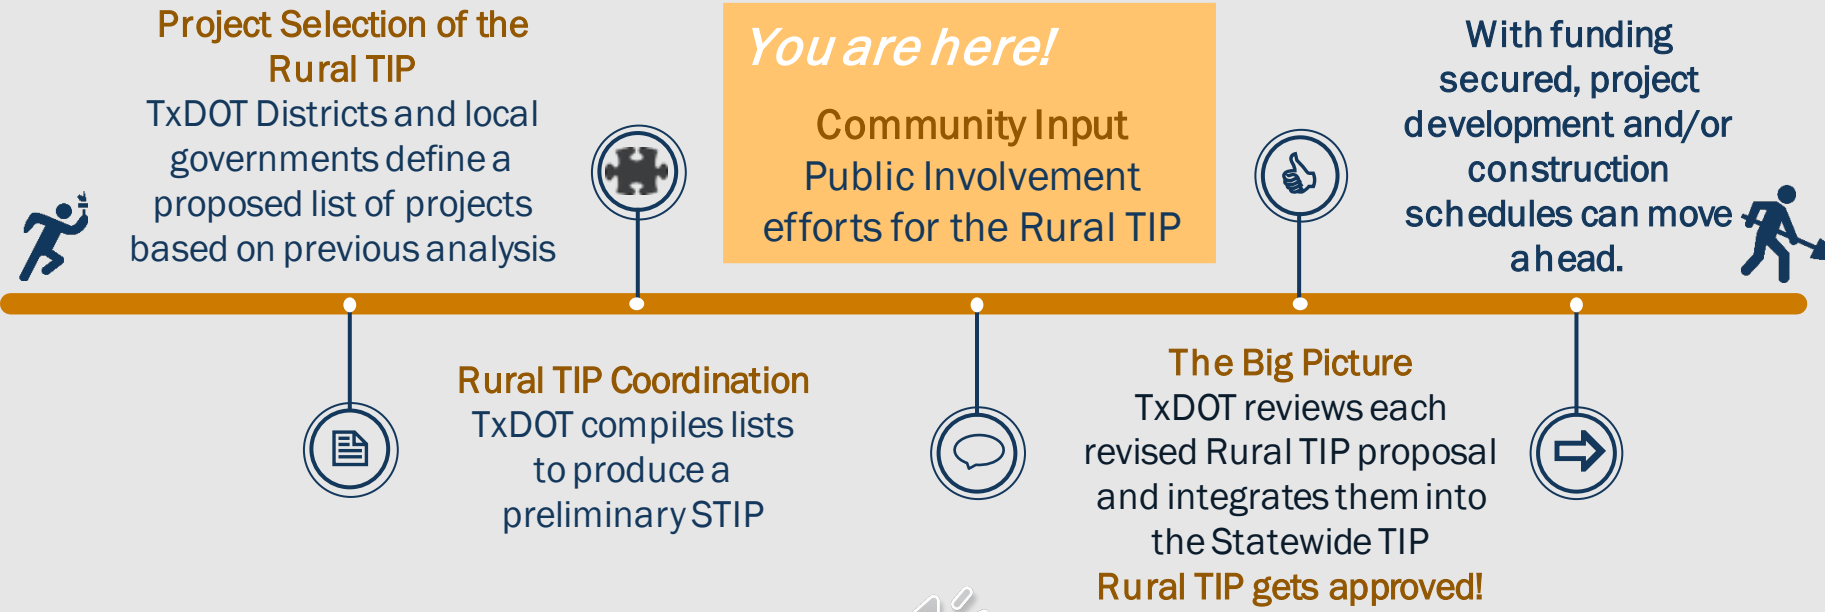 Project Selection of the
Rural TIP
TxDOT Districts and local
governments define a
proposed list of projects
based on previous analysis
Rural TIP Coordination
TxDOT compiles lists
to produce a
preliminary STIP
You are here!
Community Input
Public Involvement
efforts for the Rural TIP
The Big Picture
TxDOT reviews each
revised Rural TIP proposal
and integrates them into
the Statewide TIP
Rural TIP gets approved!
With funding
secured, project
development and/or
construction
schedules can move
ahead.